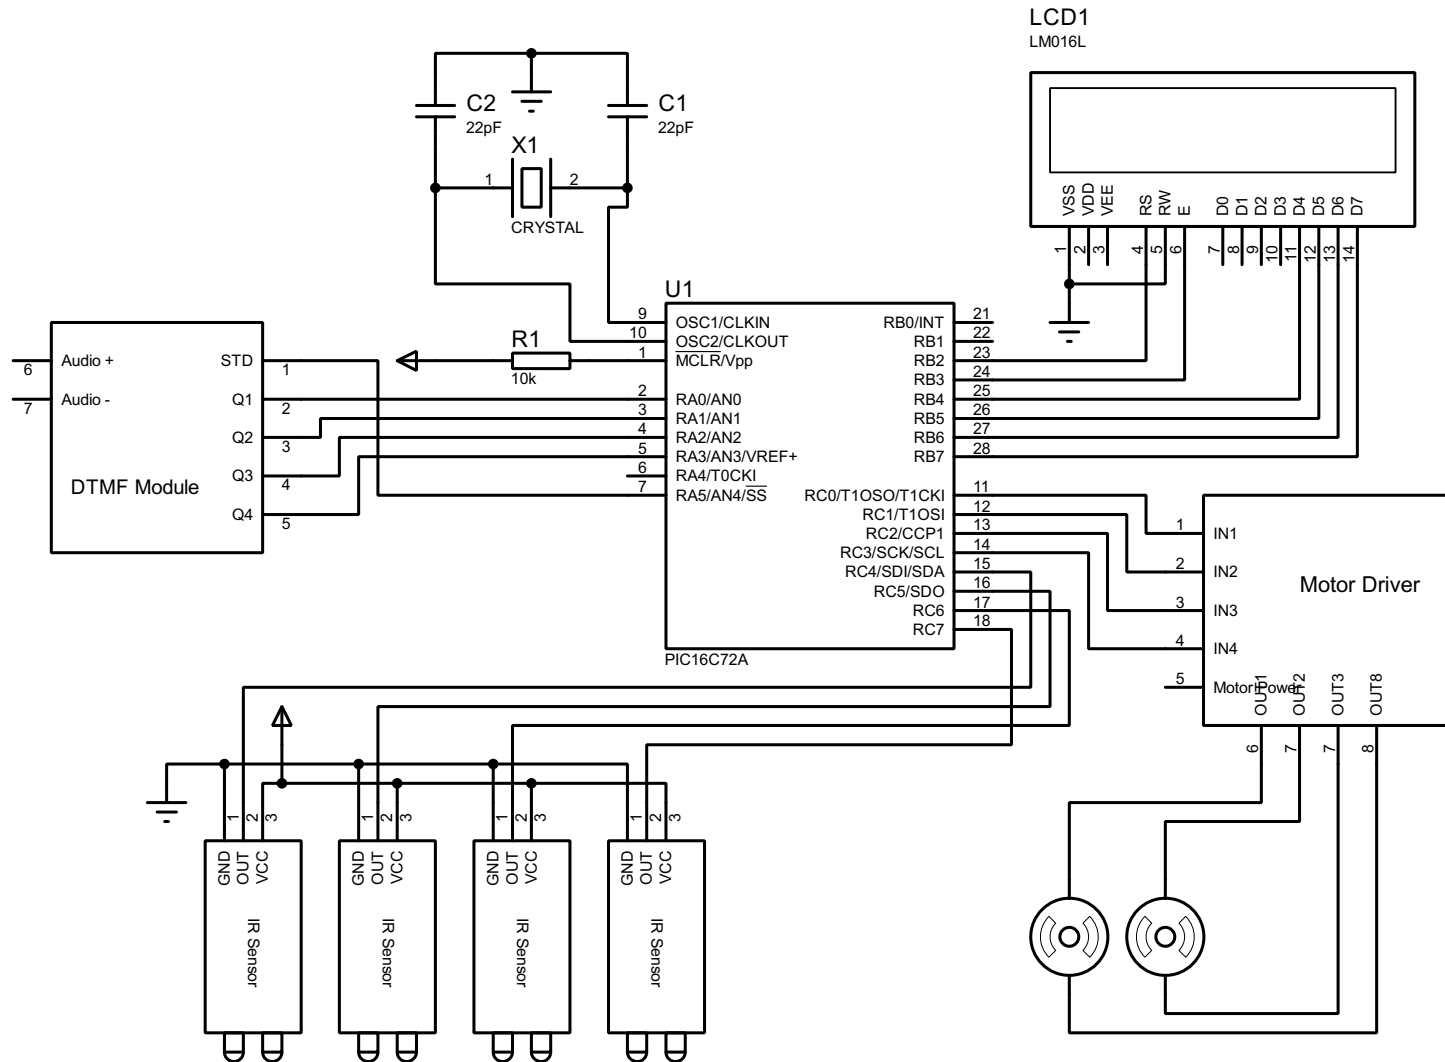 LCD1
LM016L
VSS
VDD
VEE
RS
RW
E
D0
D1
D2
D3
D4
D5
D6
D7
1
2
3
4
5
6
7
8
9
10
11
12
13
14
C2
22pF
C1
22pF
X1
1
2
CRYSTAL
U1
9 OSC1/CLKIN
10 OSC2/CLKOUT
1 MCLR/Vpp
2 RA0/AN0
3 RA1/AN1
4 RA2/AN2
5 RA3/AN3/VREF+
6 RA4/T0CKI
7 RA5/AN4/SS
RB0/INT 21
RB1 22
RB2 23
RB3 24
RB4 25
RB5 26
RB6 27
RB7 28
RC0/T1OSO/T1CKI 11
RC1/T1OSI 12
RC2/CCP1 13
RC3/SCK/SCL 14
RC4/SDI/SDA 15
RC5/SDO 16
RC6 17
RC7 18
PIC16C72A
R1
10k
6 Audio +
7 Audio -
STD 1
Q1 2
Q2 3
Q3 4
Q4 5
DTMF Module
1 IN1
2 IN2
3 IN3
4 IN4
5 Motor Power
Motor Driver
OUT1
OUT2
OUT3
OUT8
6
7
7
8
1
2
3
GND
OUT
VCC
IR Sensor
1
2
3
GND
OUT
VCC
IR Sensor
1
2
3
GND
OUT
VCC
IR Sensor
1
2
3
GND
OUT
VCC
IR Sensor